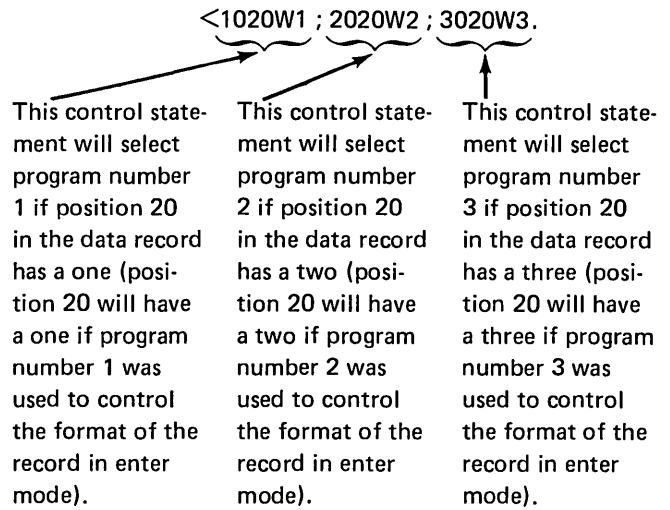 <1020W1 ; 2020W2 ; 3020W3.
This control state-
ment will select
program number
1 if position 20
in the data record
has a one (posi-
tion 20 will have
a one if program
number 1 was
used to control
the format of the
record in enter
mode).
This control state-
ment will select
program number
2 if position 20
in the data record
has a two (posi-
tion 20 will have
a two if program
number 2 was
used to control
the format of the
record in enter
mode).
This control state-
ment will select
program number
3 if position 20
in the data record
has a three (posi-
tion 20 will have
a three if program
number 3 was
used to control
the format of the
record in enter
mode).